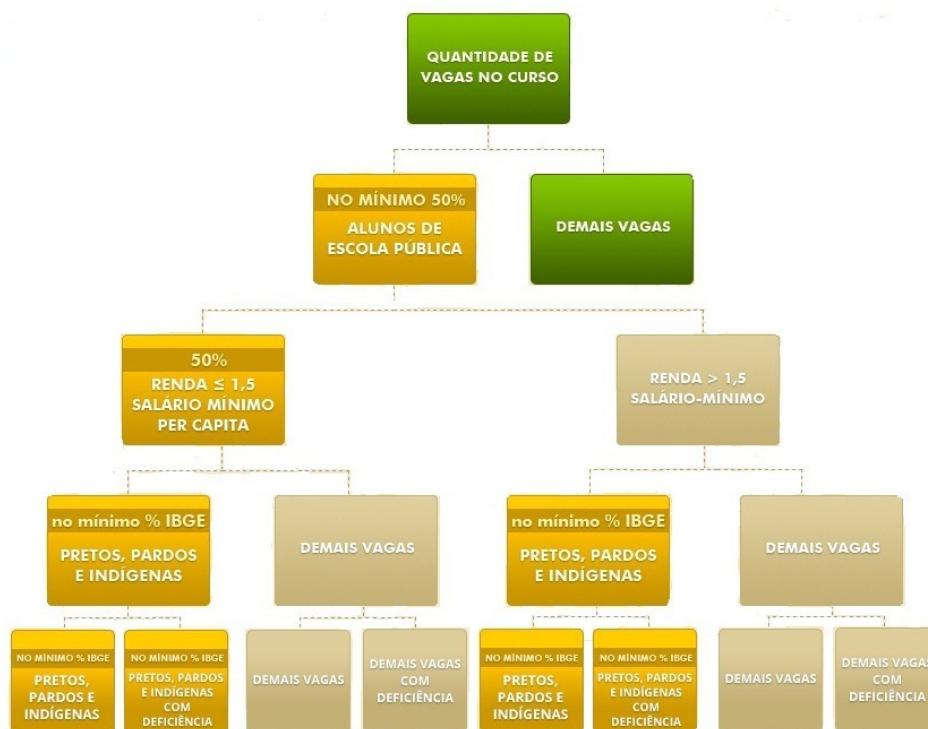 QUANTIDADE DE
VAGAS NO CURSO
NO MÍNIMO 50%
ALUNOS DE
ESCOLA PÚBLICA
DEMAIS VAGAS
50%
RENDA ≤ 1,5
SALÁRIO MÍNIMO
PER CAPITA
RENDA > 1,5
SALÁRIO-MÍNIMO
no mínimo % IBGE
PRETOS, PARDOS
E INDÍGENAS
DEMAIS VAGAS
no mínimo % IBGE
PRETOS, PARDOS
E INDÍGENAS
DEMAIS VAGAS
NO MÍNIMO % IBGE
PRETOS,
PARDOS E
INDÍGENAS
NO MÍNIMO % IBGE
PRETOS, PARDOS
E INDÍGENAS
COM
DEFICIÊNCIA
DEMAIS VAGAS
DEMAIS VAGAS
COM
DEFICIÊNCIA
NO MÍNIMO % IBGE
PRETOS,
PARDOS E
INDÍGENAS
NO MÍNIMO % IBGE
PRETOS, PARDOS
E INDÍGENAS
COM
DEFICIÊNCIA
DEMAIS VAGAS
DEMAIS VAGAS
COM
DEFICIÊNCIA